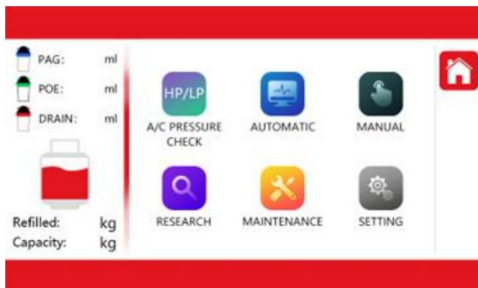 PAG: ml
POE: ml
DRAIN: ml
Refilled: kg
Capacity: kg
HP/LP
A/C PRESSURE
CHECK
AUTOMATIC
MANUAL
RESEARCH
MAINTENANCE
SETTING